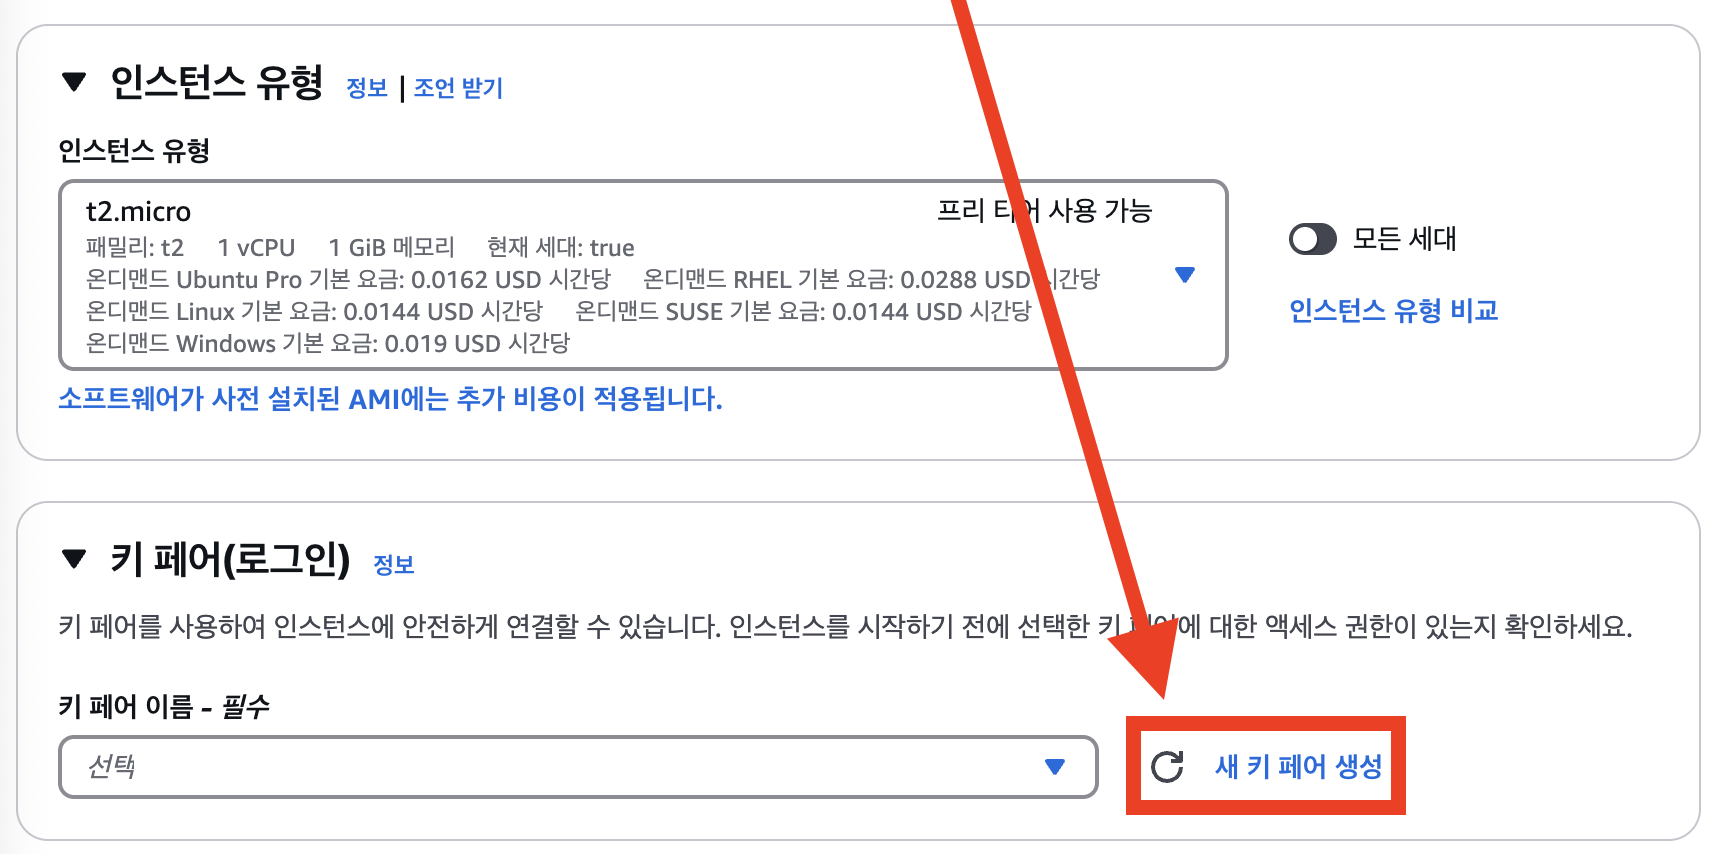 인스턴스 유형 정보 | 조언 받기
인스턴스 유형
t2.micro 프리 티어 사용 가능
패밀리: t2 1 vCPU 1 GiB 메모리 현재 세대: true
온디맨드 Ubuntu Pro 기본 요금: 0.0162 USD 시간당 온디맨드 RHEL 기본 요금: 0.0288 USD 시간당
온디맨드 Linux 기본 요금: 0.0144 USD 시간당 온디맨드 SUSE 기본 요금: 0.0144 USD 시간당
온디맨드 Windows 기본 요금: 0.019 USD 시간당
모든 세대
인스턴스 유형 비교
소프트웨어가 사전 설치된 AMI에는 추가 비용이 적용됩니다.
키 페어(로그인) 정보
키 페어를 사용하여 인스턴스에 안전하게 연결할 수 있습니다. 인스턴스를 시작하기 전에 선택한 키 페어에 대한 액세스 권한이 있는지 확인하세요.
키 페어 이름 - 필수
선택
새 키 페어 생성